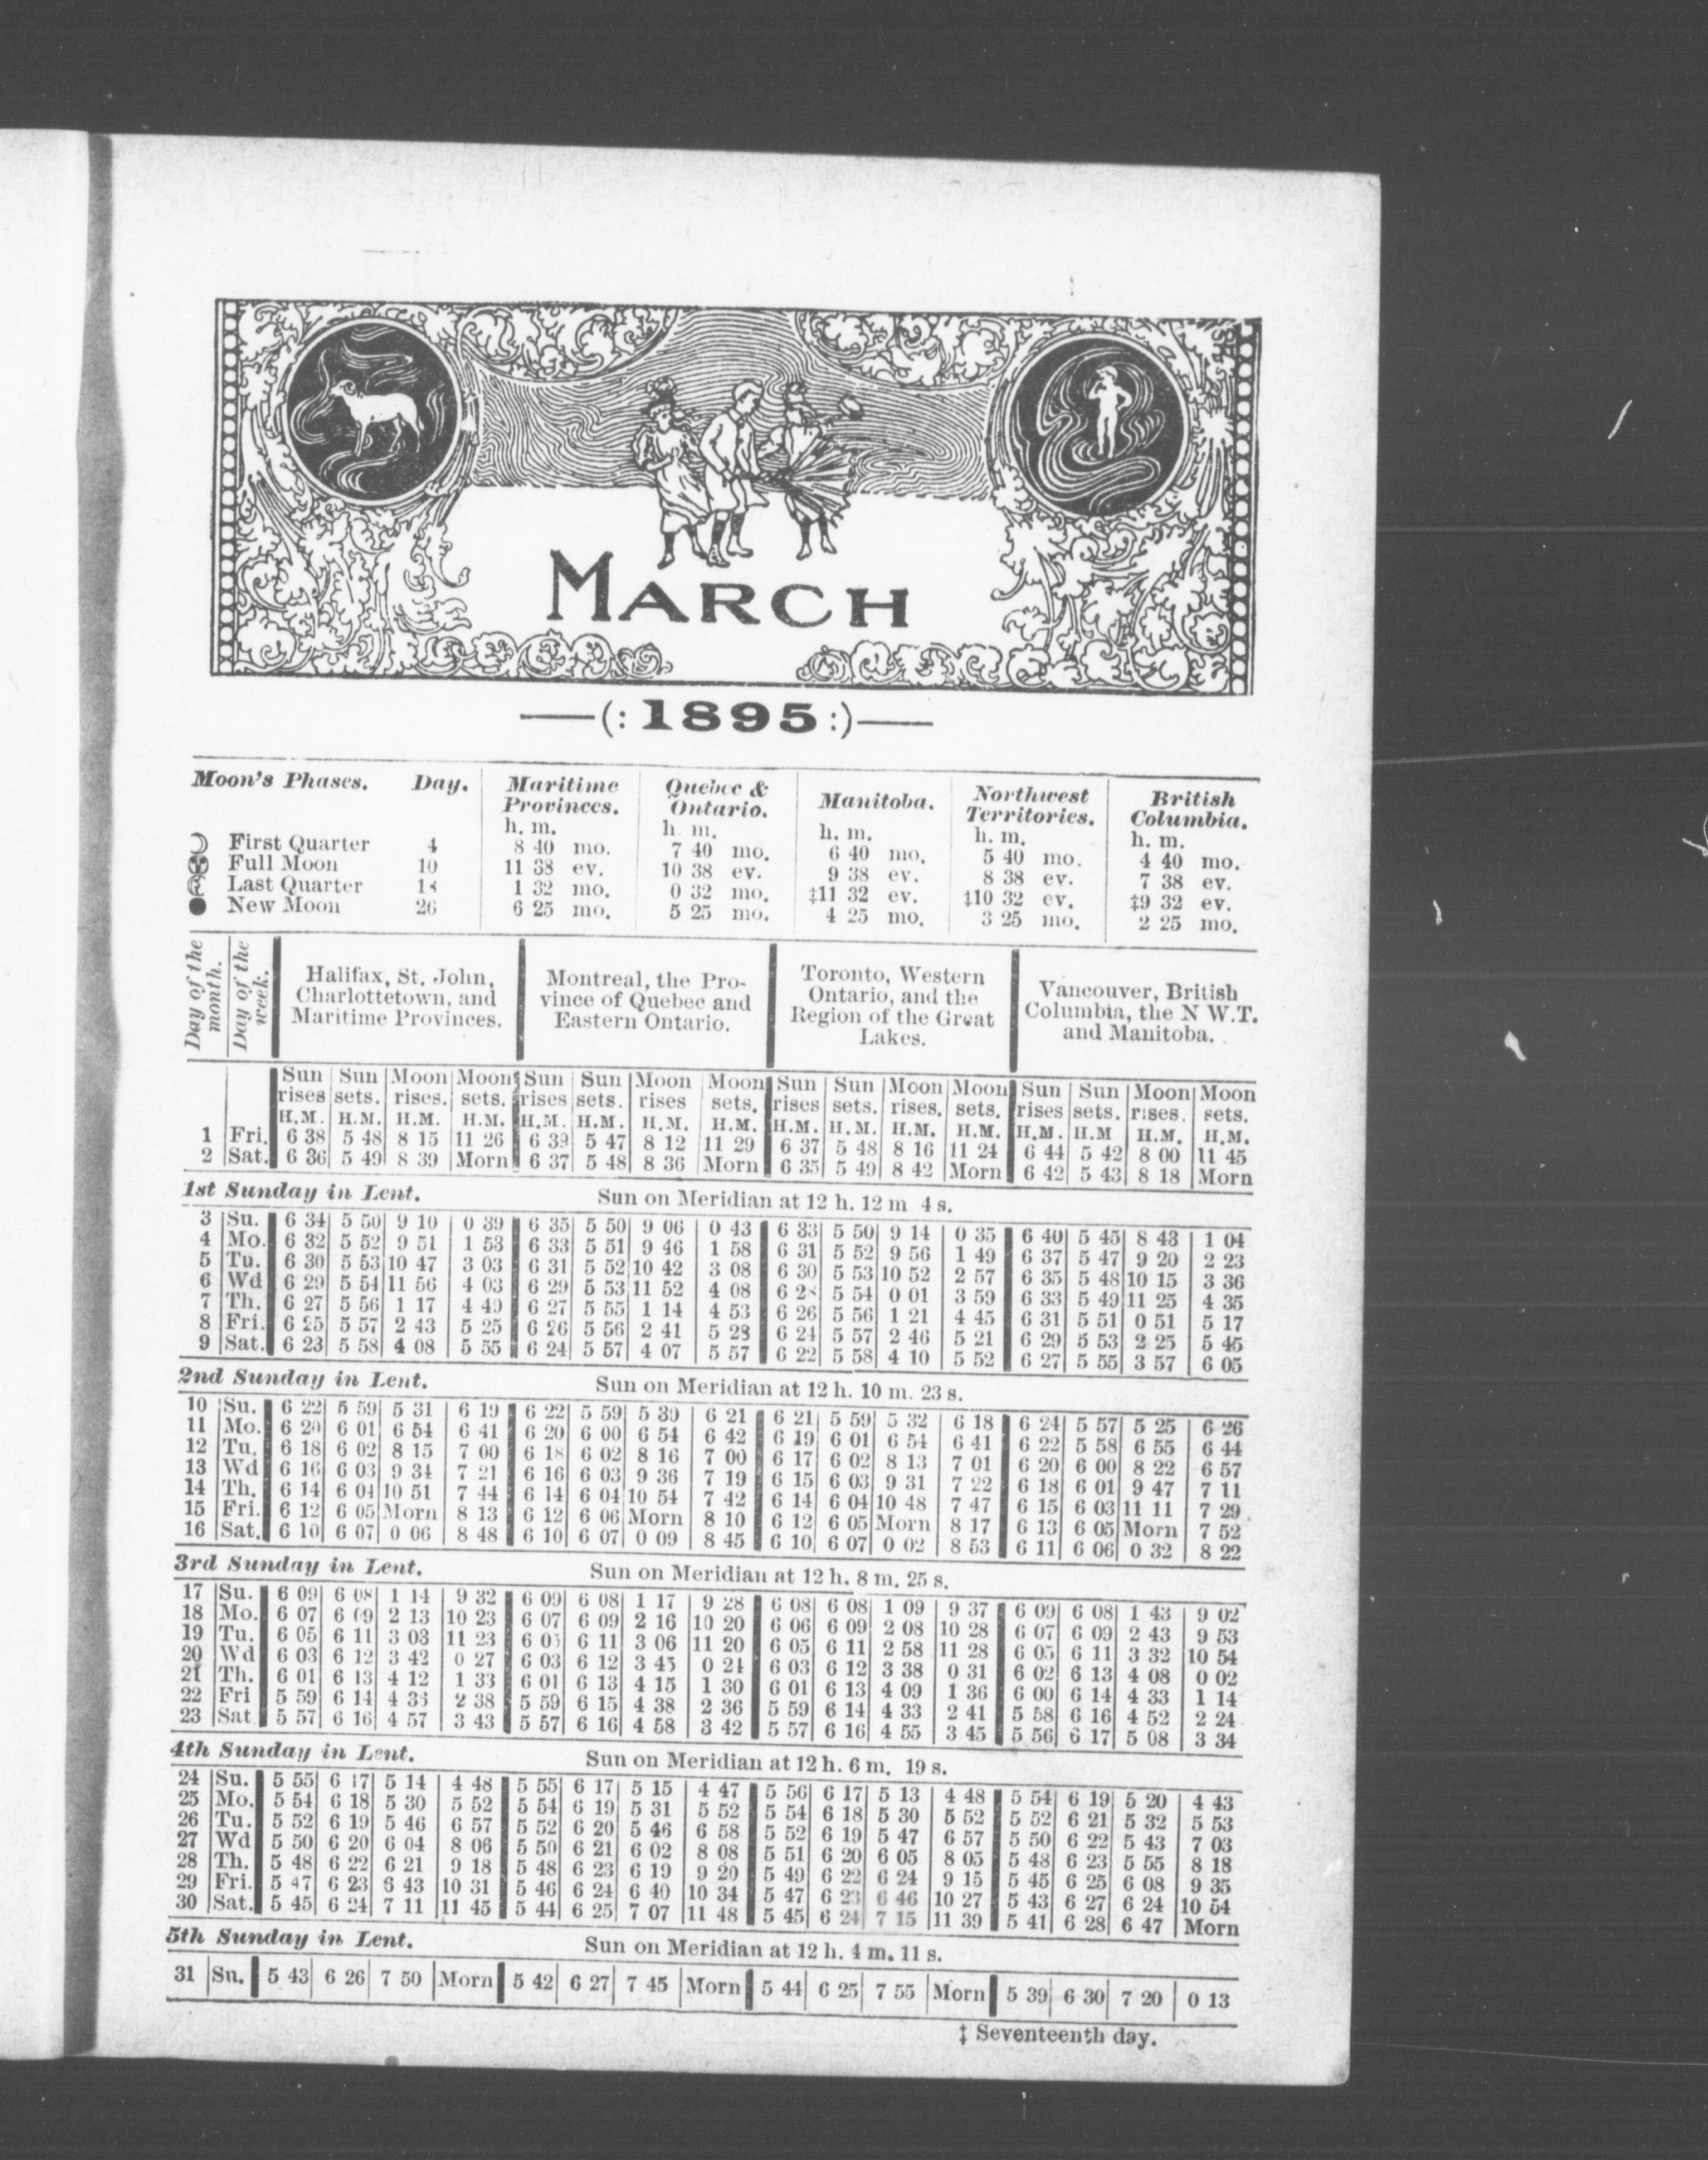 MARCH
—(: 1895 :)—
Moon's Phases. Day. Maritime Provinces. Quebec & Ontario. Manitoba. Northwest Territories. British Columbia.
h. m. h. m. h. m. h. m. h. m.
First Quarter 4 8 40 mo. 7 40 mo. 6 40 mo. 5 40 mo. 4 40 mo.
Full Moon 10 11 38 ev. 10 38 ev. 9 38 ev. 8 38 ev. 7 38 ev.
Last Quarter 18 1 32 mo. 0 32 mo. ‡11 32 ev. ‡10 32 ev. ‡9 32 ev.
New Moon 26 6 25 mo. 5 25 mo. 4 25 mo. 3 25 mo. 2 25 mo.
Day of the month.
Day of the week.
Halifax, St. John, Charlottetown, and Maritime Provinces.
Montreal, the Province of Quebec and Eastern Ontario.
Toronto, Western Ontario, and the Region of the Great Lakes.
Vancouver, British Columbia, the N W.T. and Manitoba.
Sun rises Sun sets. Moon rises. Moon sets. Sun rises Sun sets. Moon rises Moon sets. Sun rises Sun sets. Moon rises. Moon sets. Sun rises Sun sets. Moon rises. Moon sets.
H.M. H.M. H.M. H.M. H.M. H.M. H.M. H.M. H.M. H.M. H.M. H.M. H.M. H.M H.M. H.M.
1 Fri. 6 38 5 48 8 15 11 26 6 39 5 47 8 12 11 29 6 37 5 48 8 16 11 24 6 44 5 42 8 00 11 45
2 Sat. 6 36 5 49 8 39 Morn 6 37 5 48 8 36 Morn 6 35 5 49 8 42 Morn 6 42 5 43 8 18 Morn
1st Sunday in Lent. Sun on Meridian at 12 h. 12 m 4 s.
3 Su. 6 34 5 50 9 10 0 39 6 35 5 50 9 06 0 43 6 33 5 50 9 14 0 35 6 40 5 45 8 43 1 04
4 Mo. 6 32 5 52 9 51 1 53 6 33 5 51 9 46 1 58 6 31 5 52 9 56 1 49 6 37 5 47 9 20 2 23
5 Tu. 6 30 5 53 10 47 3 03 6 31 5 52 10 42 3 08 6 30 5 53 10 52 2 57 6 35 5 48 10 15 3 36
6 Wd 6 29 5 54 11 56 4 03 6 29 5 53 11 52 4 08 6 28 5 54 0 01 3 59 6 33 5 49 11 25 4 35
7 Th. 6 27 5 56 1 17 4 49 6 27 5 55 1 14 4 53 6 26 5 56 1 21 4 45 6 31 5 51 0 51 5 17
8 Fri. 6 25 5 57 2 43 5 25 6 26 5 56 2 41 5 28 6 24 5 57 2 46 5 21 6 29 5 53 2 25 5 45
9 Sat. 6 23 5 58 4 08 5 55 6 24 5 57 4 07 5 57 6 22 5 58 4 10 5 52 6 27 5 55 3 57 6 05
2nd Sunday in Lent. Sun on Meridian at 12 h. 10 m. 23 s.
10 Su. 6 22 5 59 5 31 6 19 6 22 5 59 5 30 6 21 6 21 5 59 5 32 6 18 6 24 5 57 5 25 6 26
11 Mo. 6 20 6 01 6 54 6 41 6 20 6 00 6 54 6 42 6 19 6 01 6 54 6 41 6 22 5 58 6 55 6 44
12 Tu. 6 18 6 02 8 15 7 00 6 18 6 02 8 16 7 00 6 17 6 02 8 13 7 01 6 20 6 00 8 22 6 57
13 Wd 6 16 6 03 9 34 7 21 6 16 6 03 9 36 7 19 6 15 6 03 9 31 7 22 6 18 6 01 9 47 7 11
14 Th. 6 14 6 04 10 51 7 44 6 14 6 04 10 54 7 42 6 14 6 04 10 48 7 47 6 15 6 03 11 11 7 29
15 Fri. 6 12 6 05 Morn 8 13 6 12 6 06 Morn 8 10 6 12 6 05 Morn 8 17 6 13 6 05 Morn 7 52
16 Sat. 6 10 6 07 0 06 8 48 6 10 6 07 0 09 8 45 6 10 6 07 0 02 8 53 6 11 6 06 0 32 8 22
3rd Sunday in Lent. Sun on Meridian at 12 h. 8 m. 25 s.
17 Su. 6 09 6 08 1 14 9 32 6 09 6 08 1 17 9 28 6 08 6 08 1 09 9 37 6 09 6 08 1 43 9 02
18 Mo. 6 07 6 09 2 13 10 23 6 07 6 09 2 16 10 20 6 06 6 09 2 08 10 28 6 07 6 09 2 43 9 53
19 Tu. 6 05 6 11 3 03 11 23 6 05 6 11 3 06 11 20 6 05 6 11 2 58 11 28 6 05 6 11 3 32 10 54
20 Wd 6 03 6 12 3 42 0 27 6 03 6 12 3 45 0 24 6 03 6 12 3 38 0 31 6 02 6 13 4 08 0 02
21 Th. 6 01 6 13 4 12 1 33 6 01 6 13 4 15 1 30 6 01 6 13 4 09 1 36 6 00 6 14 4 33 1 14
22 Fri 5 59 6 14 2 38 5 59 6 15 4 38 2 36 5 59 6 14 4 33 2 41 5 58 6 16 4 52 2 24
23 Sat 5 57 6 16 4 57 3 43 5 57 6 16 4 58 3 42 5 57 6 16 4 55 3 45 5 56 6 17 5 08 3 34
4th Sunday in Lent. Sun on Meridian at 12 h. 6 m. 19 s.
24 Su. 5 55 6 17 5 14 4 48 5 55 6 17 5 15 4 47 5 56 6 17 5 13 4 48 5 54 6 19 5 20 4 43
25 Mo. 5 54 6 18 5 30 5 52 5 54 6 19 5 31 5 52 5 54 6 18 5 30 5 52 5 52 6 21 5 32 5 53
26 Tu. 5 52 6 19 5 46 6 57 5 52 6 20 5 46 6 58 5 52 6 19 5 47 6 57 5 50 6 22 5 43 7 03
27 Wd 5 50 6 20 6 04 8 06 5 50 6 21 6 02 8 08 5 51 6 20 6 05 8 05 5 48 6 23 5 55 8 18
28 Th. 5 48 6 22 6 21 9 18 5 48 6 23 6 19 9 20 5 49 6 22 6 24 9 15 5 45 6 25 6 08 9 35
29 Fri. 5 47 6 23 6 43 10 31 5 46 6 24 6 40 10 34 5 47 6 23 6 46 10 27 5 43 6 27 6 24 10 54
30 Sat. 5 45 6 24 7 11 11 45 5 44 6 25 7 07 11 48 5 45 6 24 7 15 11 39 5 41 6 28 6 47 Morn
5th Sunday in Lent. Sun on Meridian at 12 h. 4 m. 11 s.
31 Su. 5 43 6 26 7 50 Morn 5 42 6 27 7 45 Morn 5 44 6 25 7 55 Morn 5 39 6 30 7 20 0 13
‡ Seventeenth day.